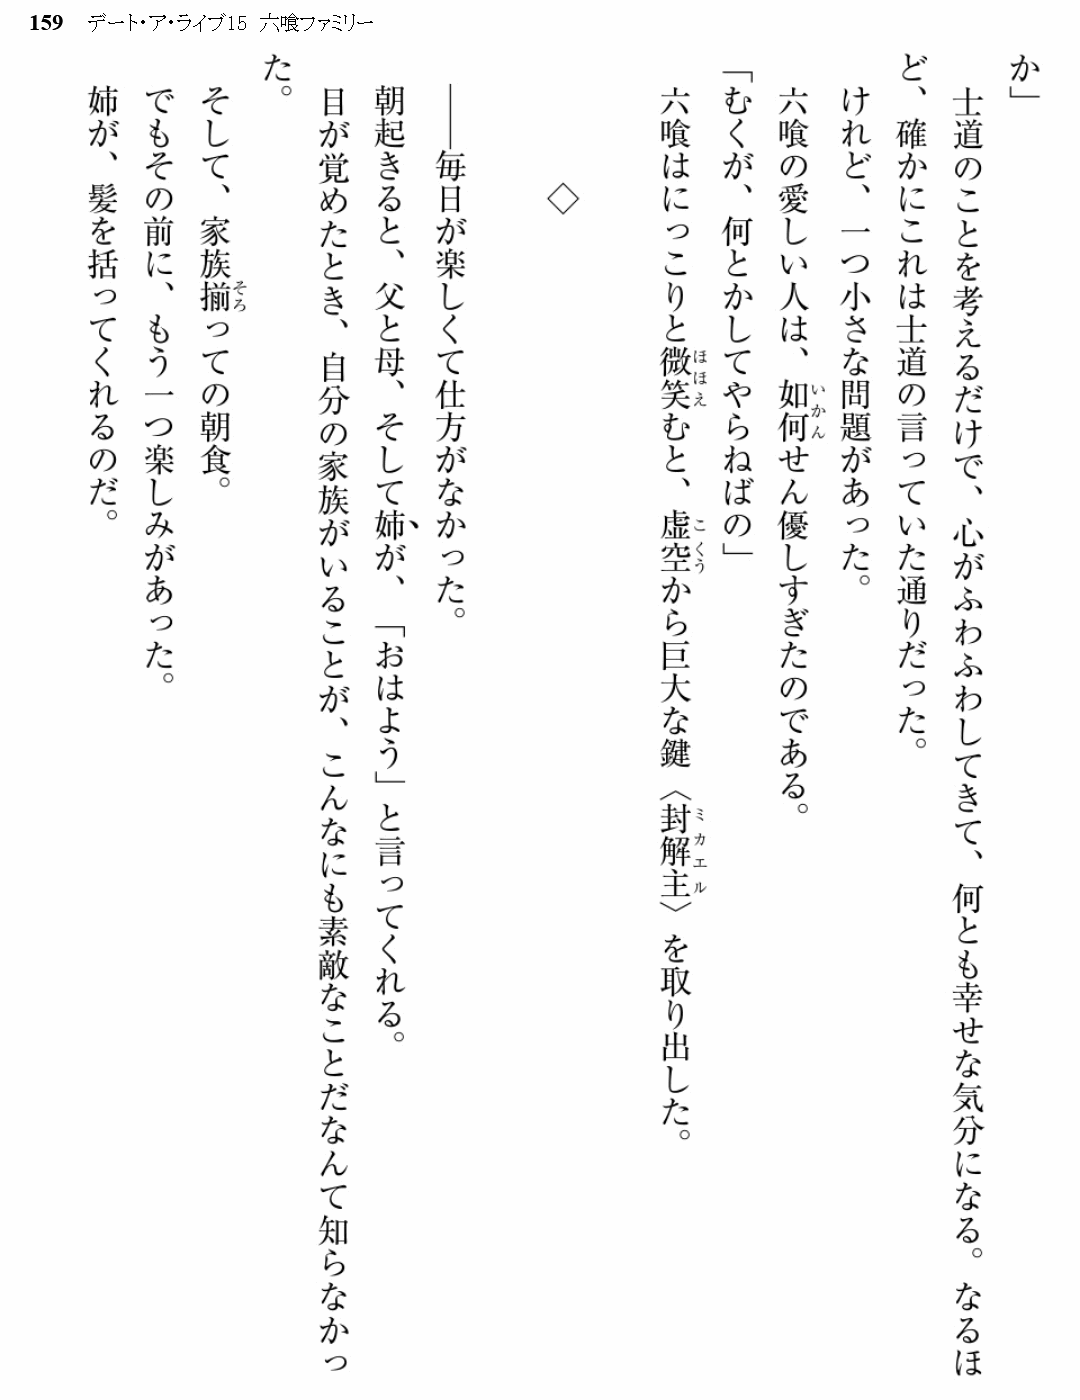 159 デート・ア・ライブ15 六喰ファミリー
か」
士道のことを考えるだけで、心がふわふわしてきて、何とも幸せな気分になる。なるほ
ど、確かにこれは士道の言っていた通りだった。
けれど、一つ小さな問題があった。
六喰の愛しい人は、如何せん優しすぎたのである。
いかん
「むくが、何とかしてやらねばの」
六喰はにっこりと微笑むと、虚空から巨大な鍵〈封解主〉を取り出した。
ほほえ
こくう
ミカエル
◇
――毎日が楽しくて仕方がなかった。
朝起きると、父と母、そして姉が、「おはよう」と言ってくれる。
目が覚めたとき、自分の家族がいることが、こんなにも素敵なことだなんて知らなかっ
た。
そして、家族揃っての朝食。
そろ
でもその前に、もう一つ楽しみがあった。
姉が、髪を括ってくれるのだ。